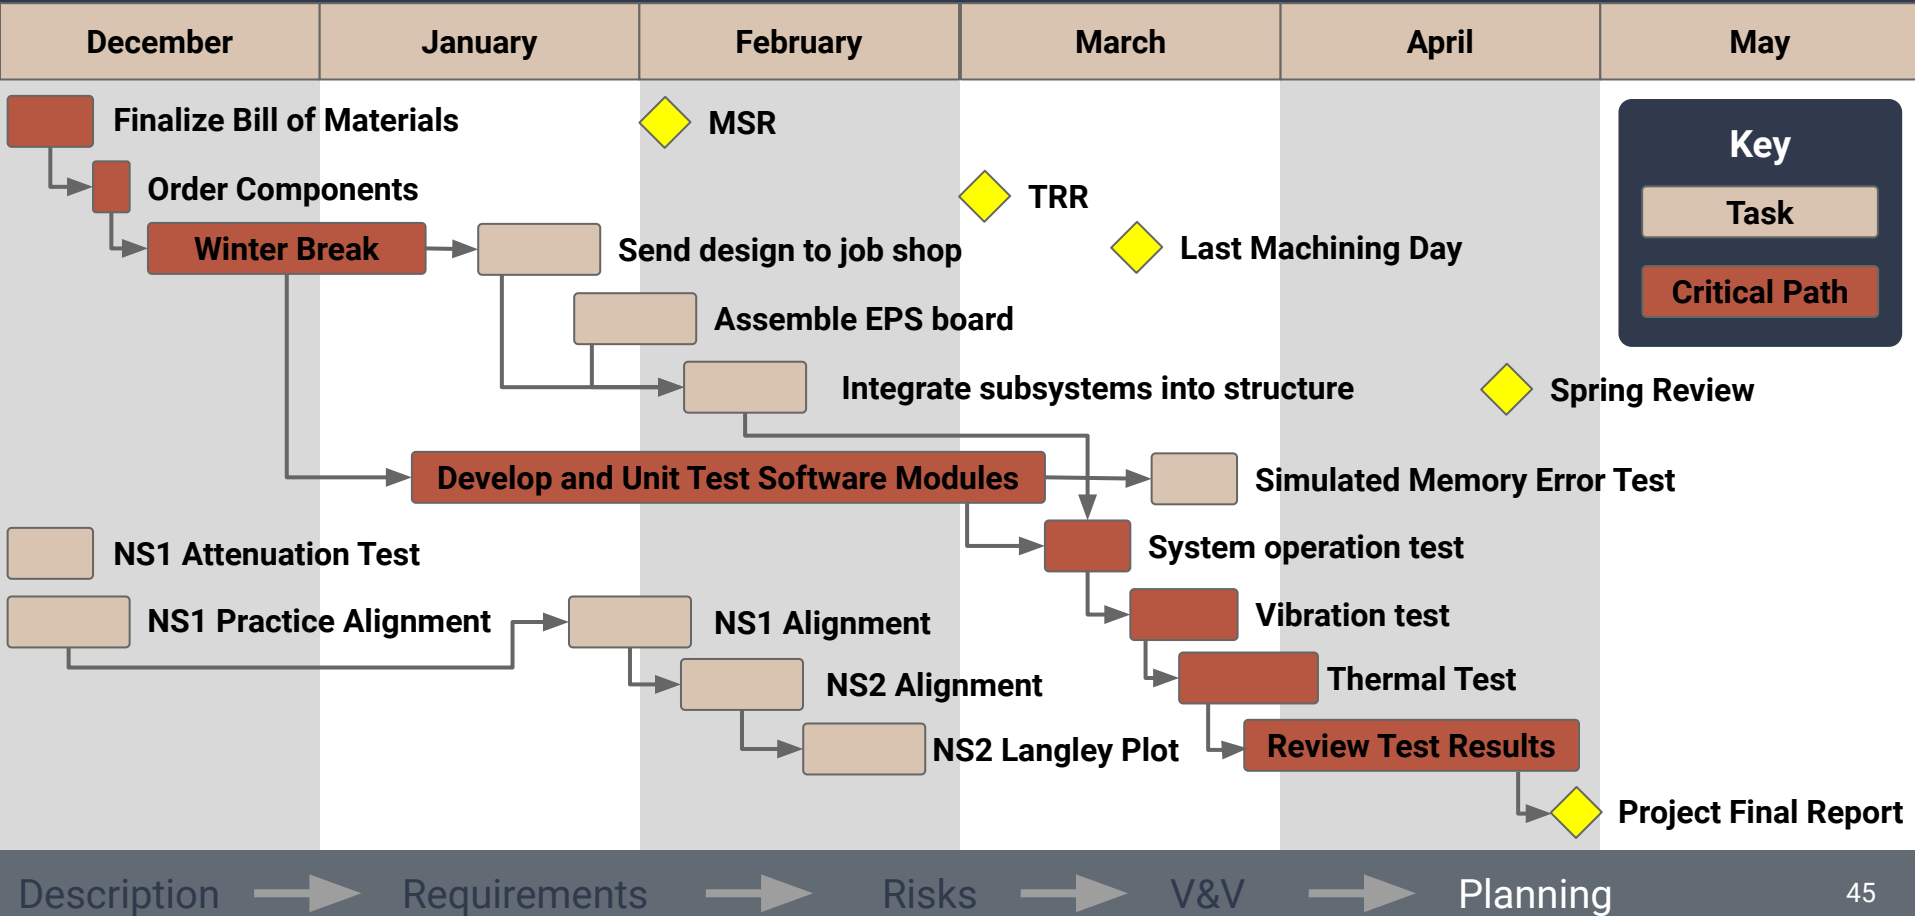 December
January
February
March
April
May
Finalize Bill of Materials
MSR
Key
Order Components
TRR
Task
Winter Break
Send design to job shop
Last Machining Day
Critical Path
Assemble EPS board
Integrate subsystems into structure
Spring Review
Develop and Unit Test Software Modules
Simulated Memory Error Test
NS1 Attenuation Test
System operation test
NS1 Practice Alignment
NS1 Alignment
Vibration test
NS2 Alignment
Thermal Test
NS2 Langley Plot
Review Test Results
Project Final Report
Description
Requirements
Risks
V&V
Planning
45